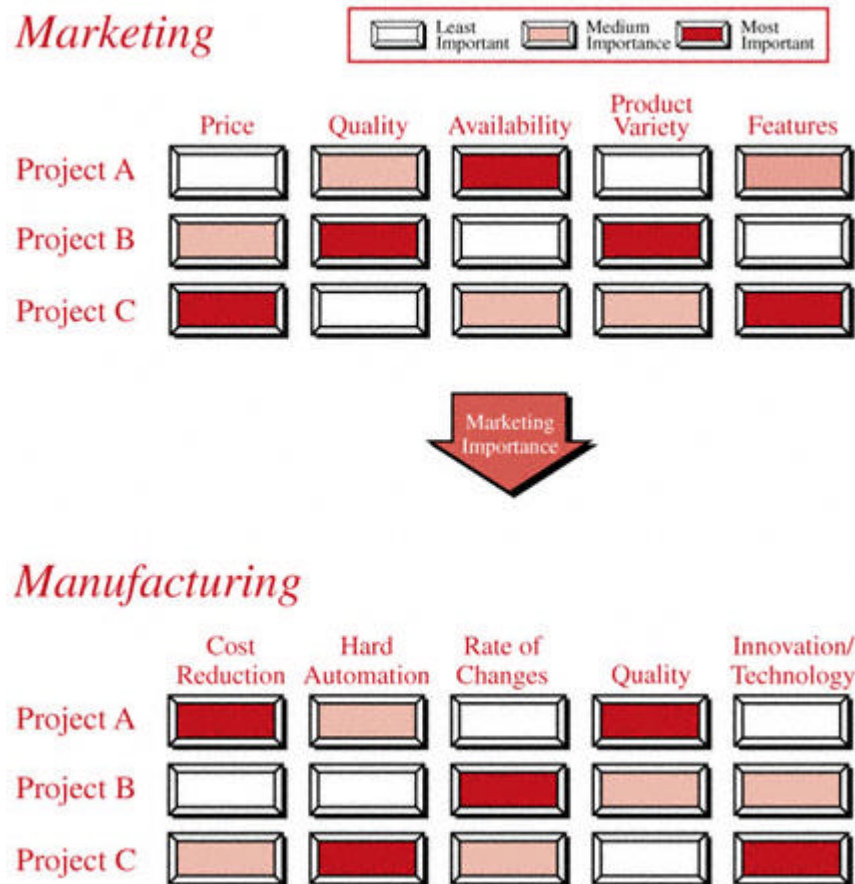 Marketing
Least
Important
Medium
Importance
Most
Important
Price
Quality
Availability
Product
Variety
Features
Project A
Project B
Project C
Marketing
Importance
Manufacturing
Cost
Reduction
Hard
Automation
Rate of
Changes
Quality
Innovation/
Technology
Project A
Project B
Project C